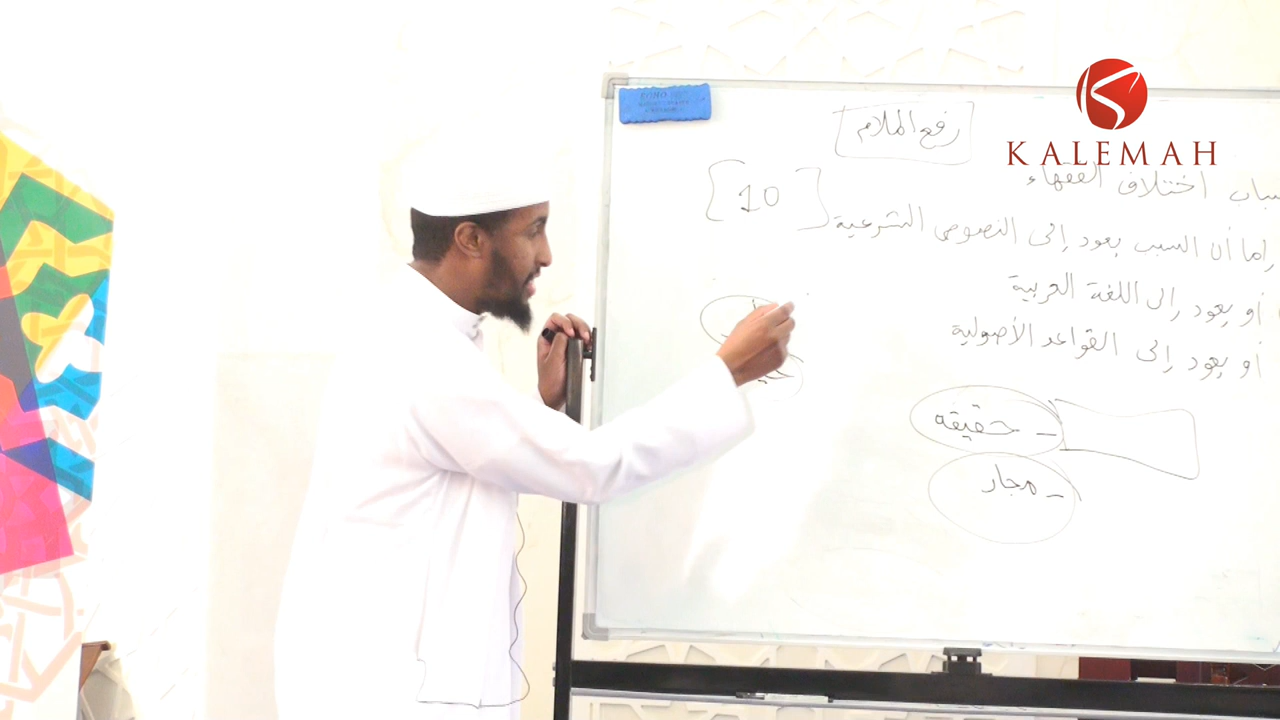 رفع الملام
KALEMAH
اختلاف الفقهاء
[10]
إما أن السبب يعود إلى النصوص الشرعية
أو يعود إلى اللغة العربية
أو يعود إلى القواعد الأصولية
- حقيقة
- مجاز